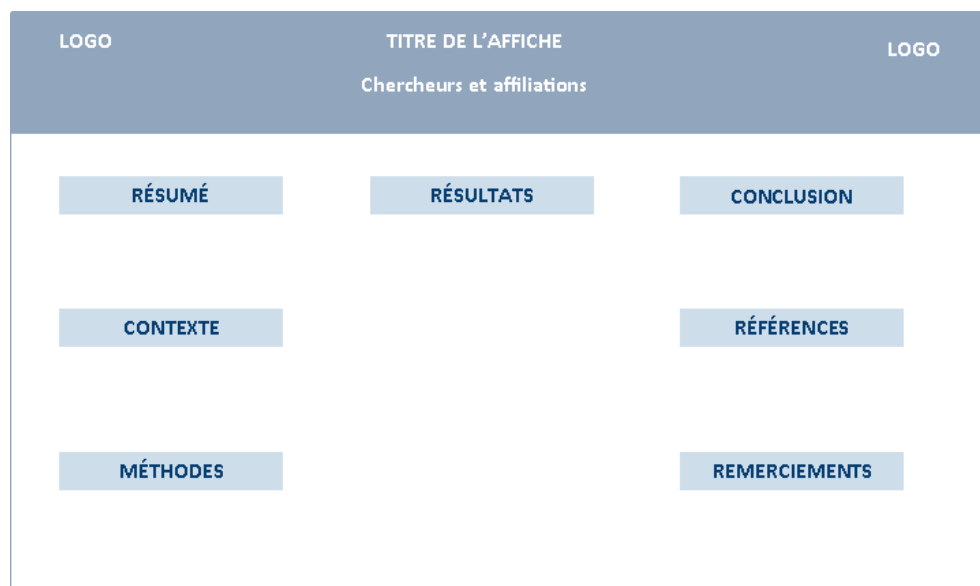 LOGO
TITRE DE L'AFFICHE
LOGO
Chercheurs et affiliations
RÉSUMÉ
CONTEXTE
MÉTHODES
RÉSULTATS
CONCLUSION
RÉFÉRENCES
REMERCIEMENTS